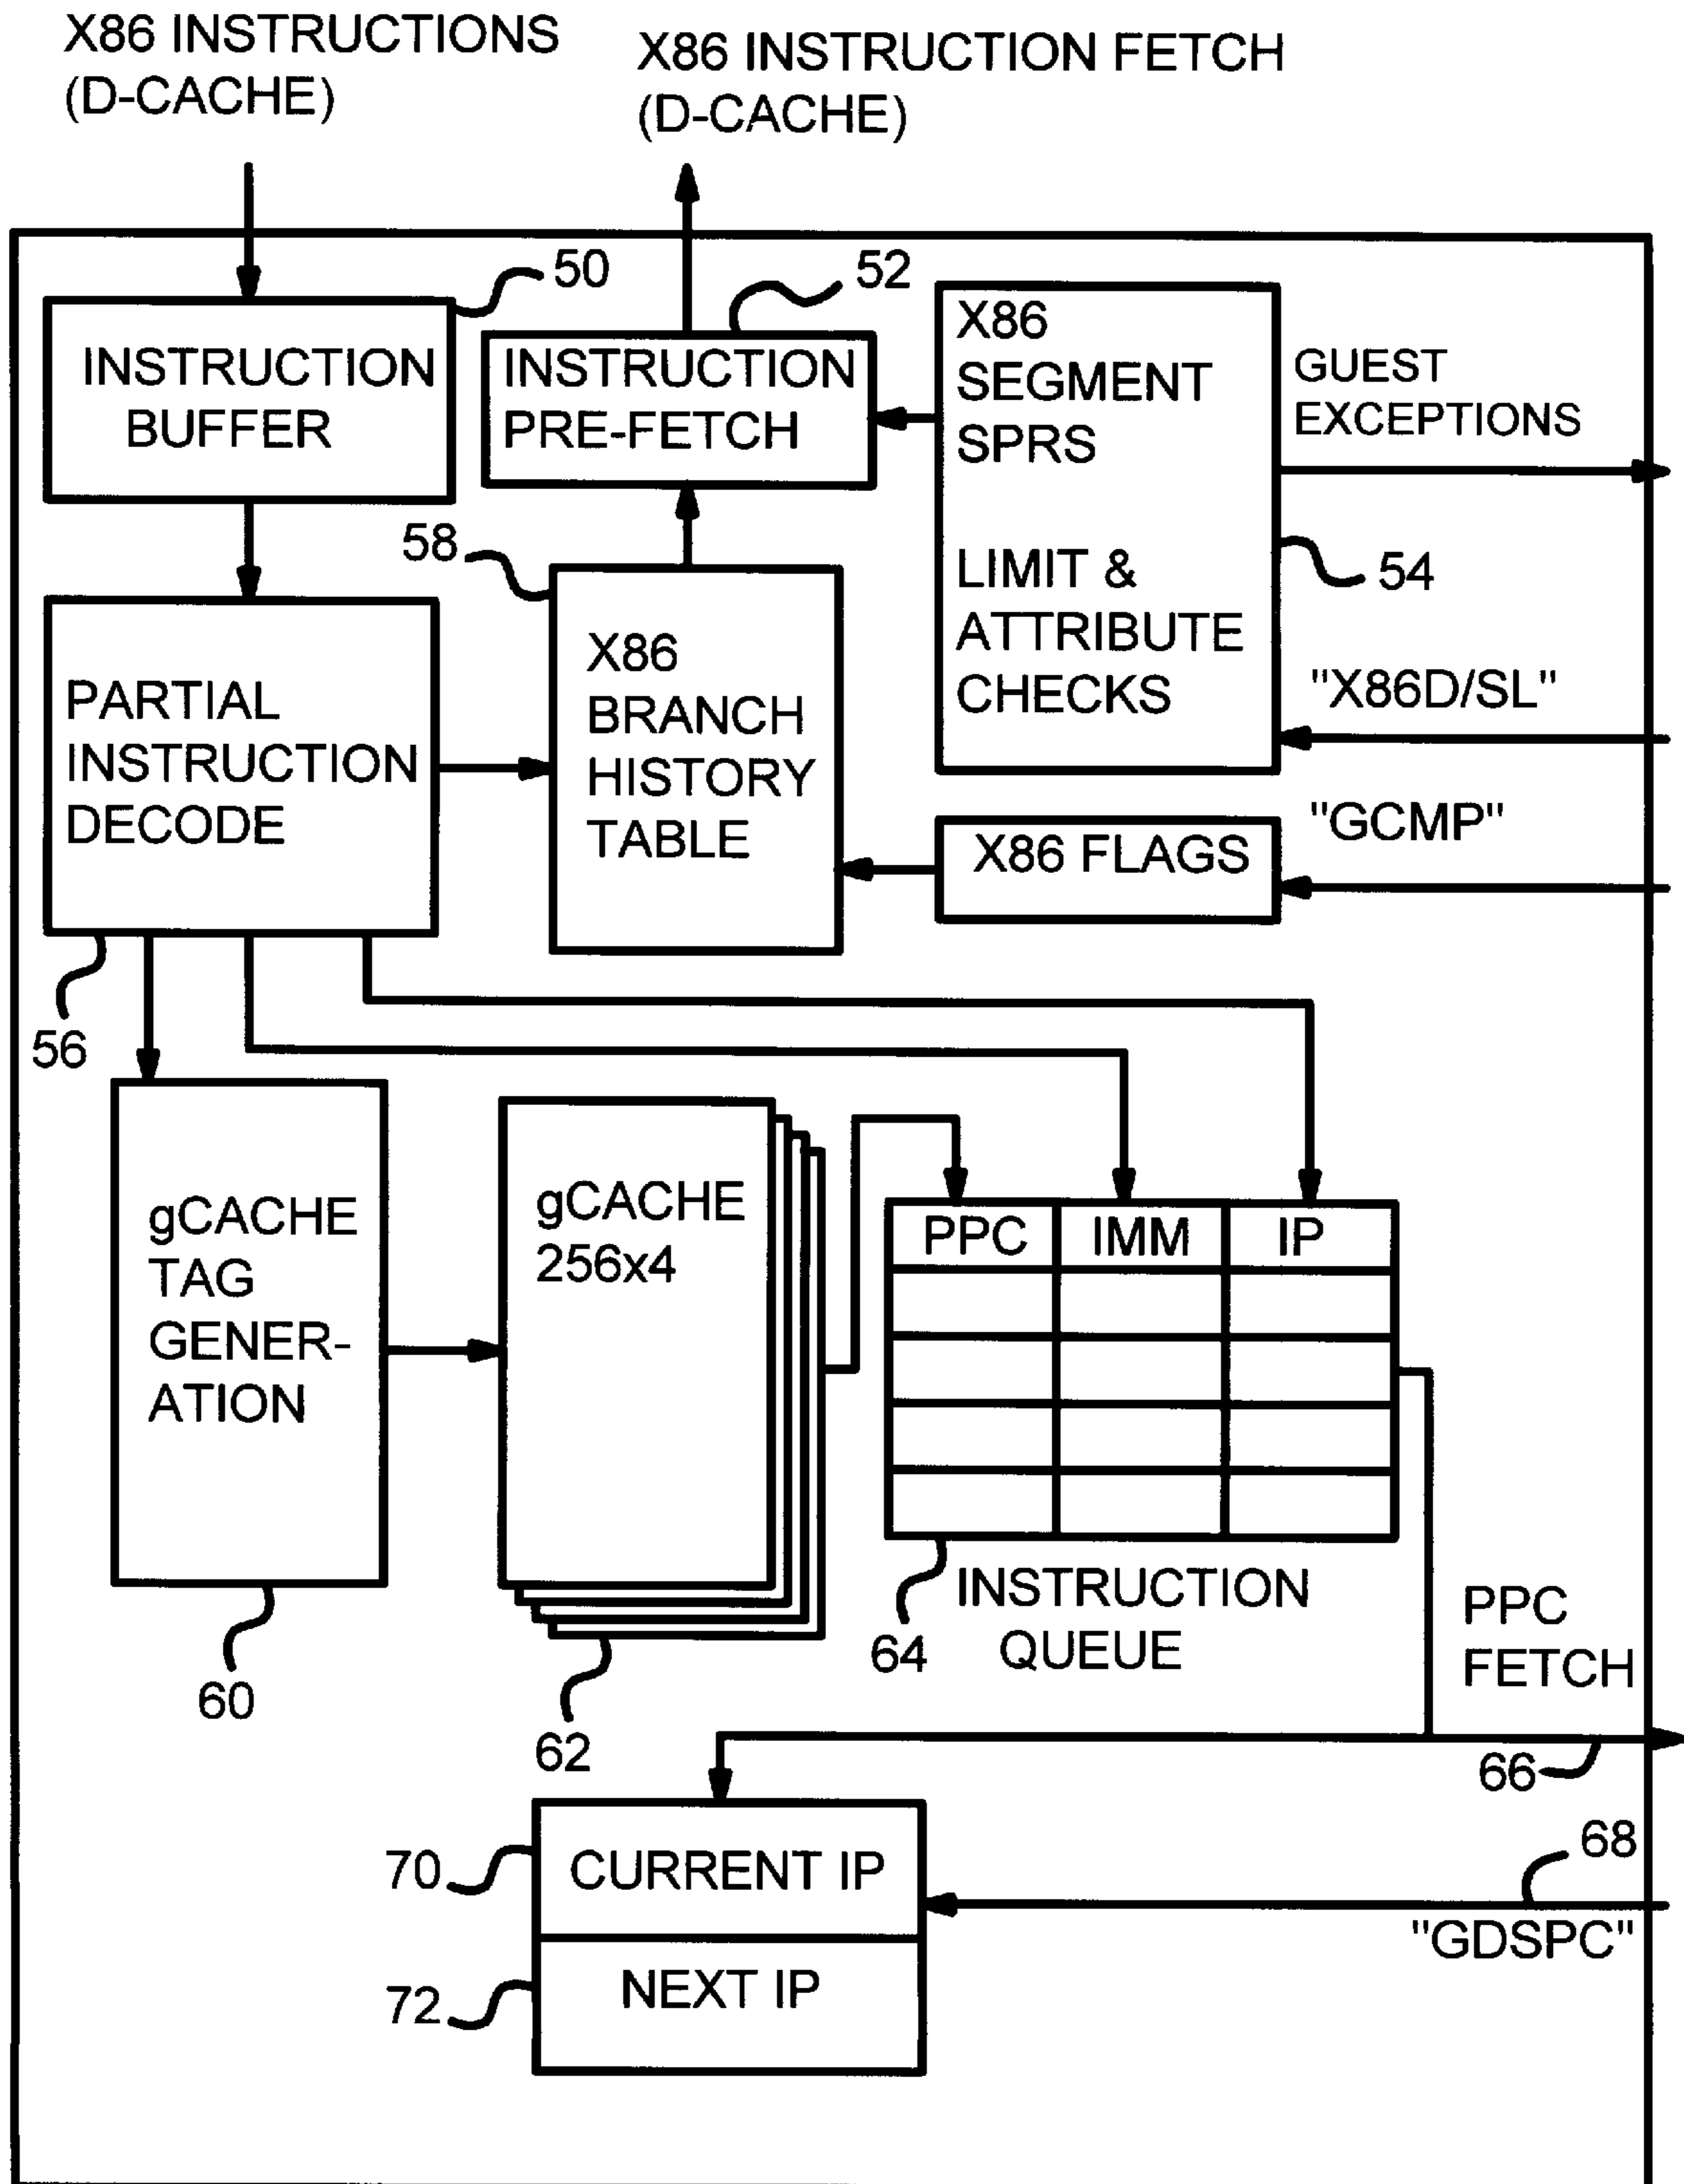 X86 INSTRUCTIONS
(D-CACHE)
X86 INSTRUCTION FETCH
(D-CACHE)
50
52
INSTRUCTION
BUFFER
INSTRUCTION
PRE-FETCH
X86
SEGMENT
SPRS
LIMIT &
ATTRIBUTE
CHECKS
GUEST
EXCEPTIONS
54
58
"X86D/SL"
PARTIAL
INSTRUCTION
DECODE
X86
BRANCH
HISTORY
TABLE
"GCMP"
X86 FLAGS
56
gCACHE
TAG
GENER-
ATION
gCACHE
256x4
PPC IMM IP
60
62
64
INSTRUCTION
QUEUE
PPC
FETCH
66
70
CURRENT IP
68
"GDSPC"
72
NEXT IP